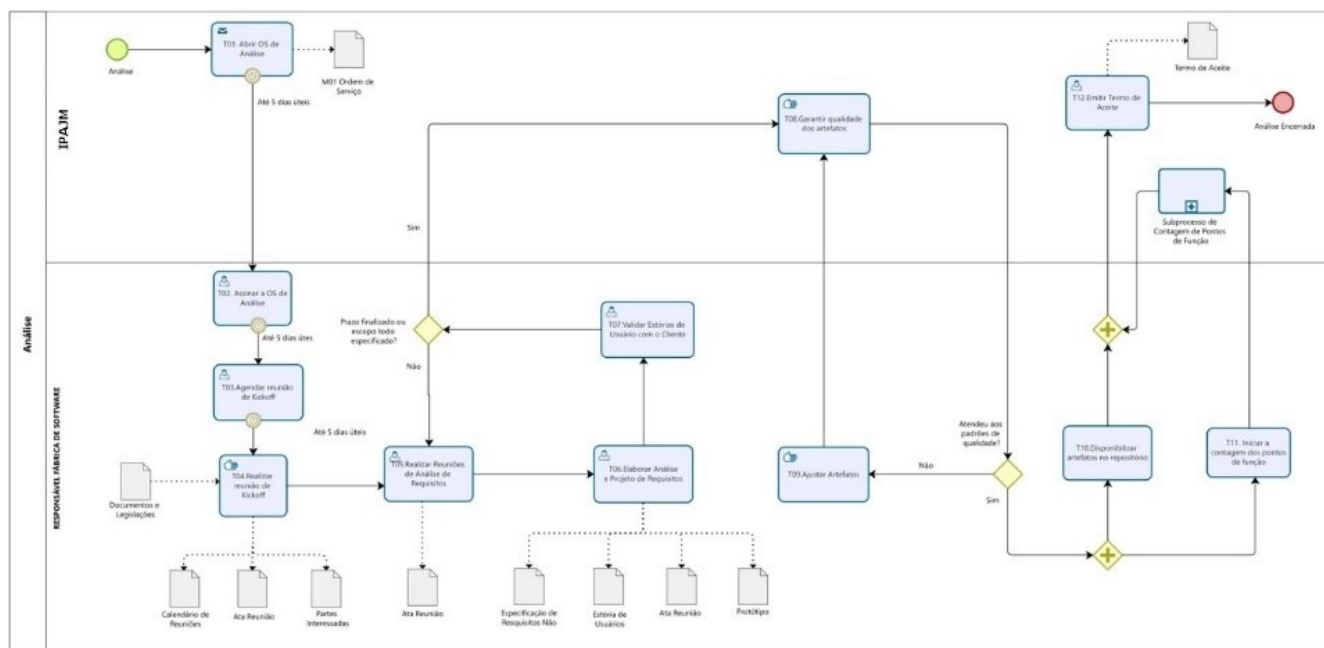 Análise
IPAJM
RESPONSÁVEL FÁBRICA DE SOFTWARE
Análise
T01. Abrir OS de
Análise
M01 Ordem de
Serviço
Até 5 dias úteis
T02. Assinar a OS de
Análise
Até 5 dias útes
T03.Agendar reunião
de Kickoff
Até 5 dias úteis
T04.Realizar
reunião de
Kickoff
Documentos e
Legislações
Calendário de
Reuniões
Ata Reunião
Partes
Interessadas
T05.Realizar Reuniões
de Análise de
Requisitos
Ata Reunião
T06.Elaborar Análise
e Projeto de Requisitos
Especificação de
Resquisitos Não
Estória de
Usuários
Ata Reunião
Protótipo
T07.Validar Estórias de
Usuário com o Cliente
Prazo finalizado ou
escopo todo
especificado?
Sim
Não
T08.Garantir qualidade
dos artefatos
Atendeu aos
padrões de
qualidade?
Não
Sim
T09.Ajustar Artefatos
T10.Disponibilizar
artefatos no repositório
T11. Iniciar a
contagem dos pontos
de função
Subprocesso de
Contagem de Pontos
de Função
T12.Emitir Termo de
Aceite
Termo de Aceite
Análise Encerrada